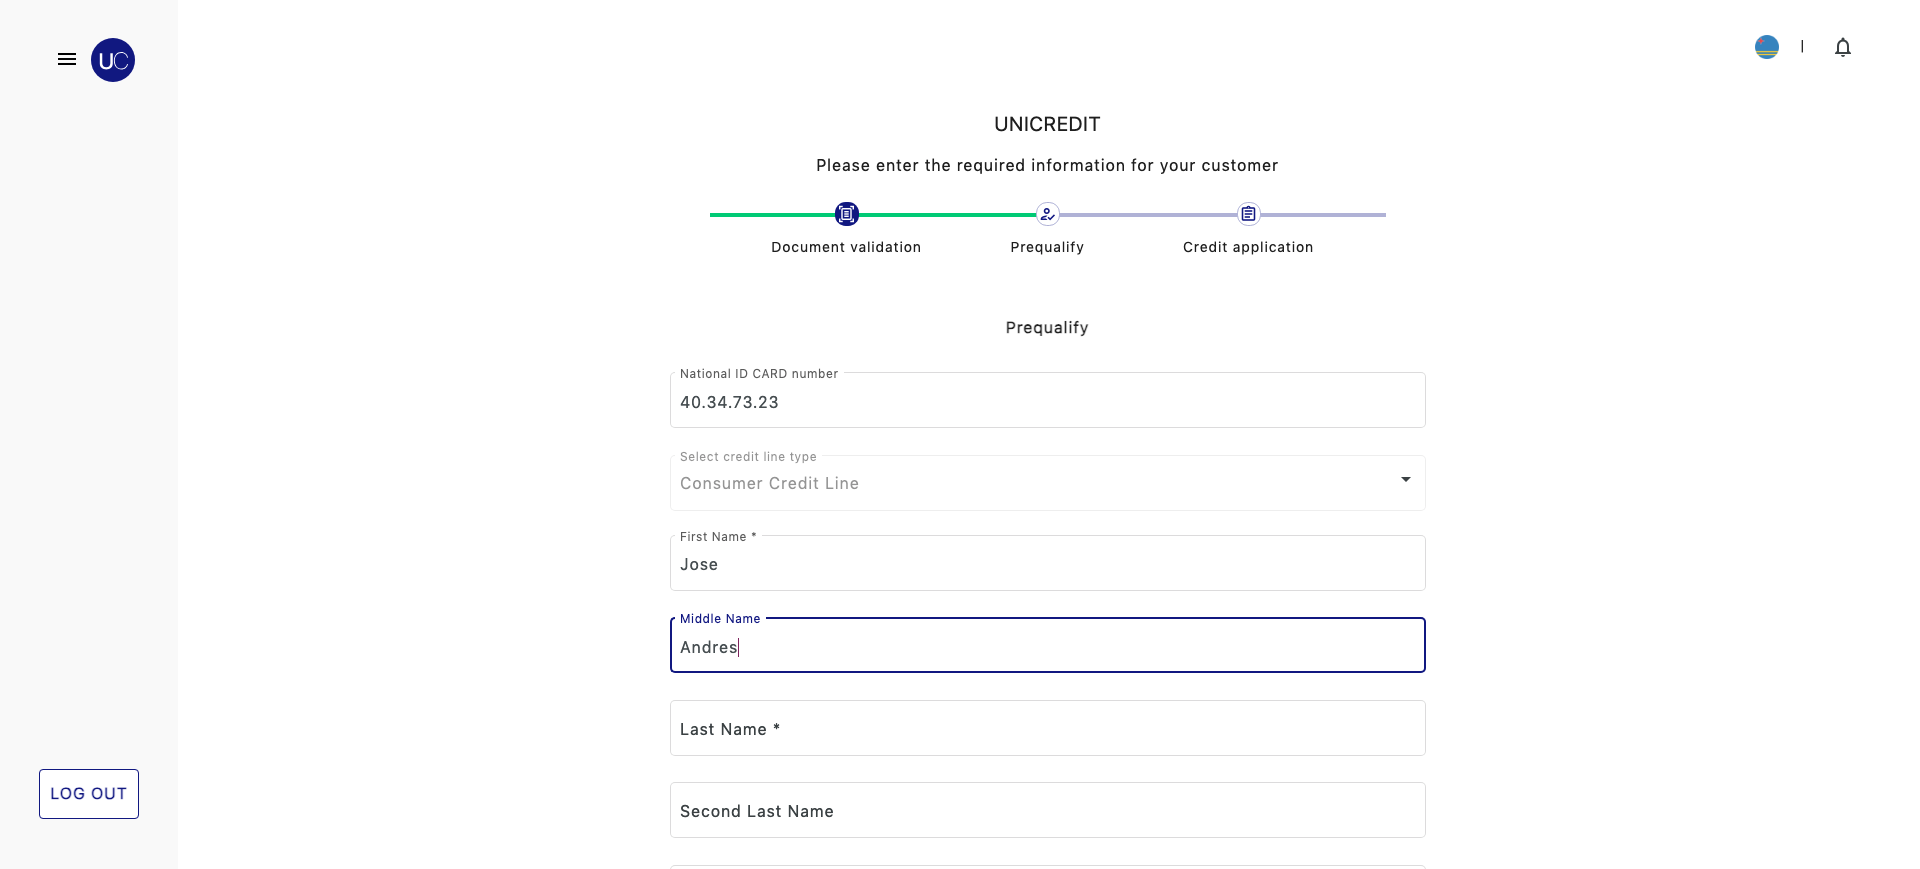 UC
UNICREDIT
Please enter the required information for your customer
Document validation
Prequalify
Credit application
Prequalify
National ID CARD number
40.34.73.23
Select credit line type
Consumer Credit Line
First Name *
Jose
Middle Name
Andres
Last Name *
Second Last Name
LOG OUT